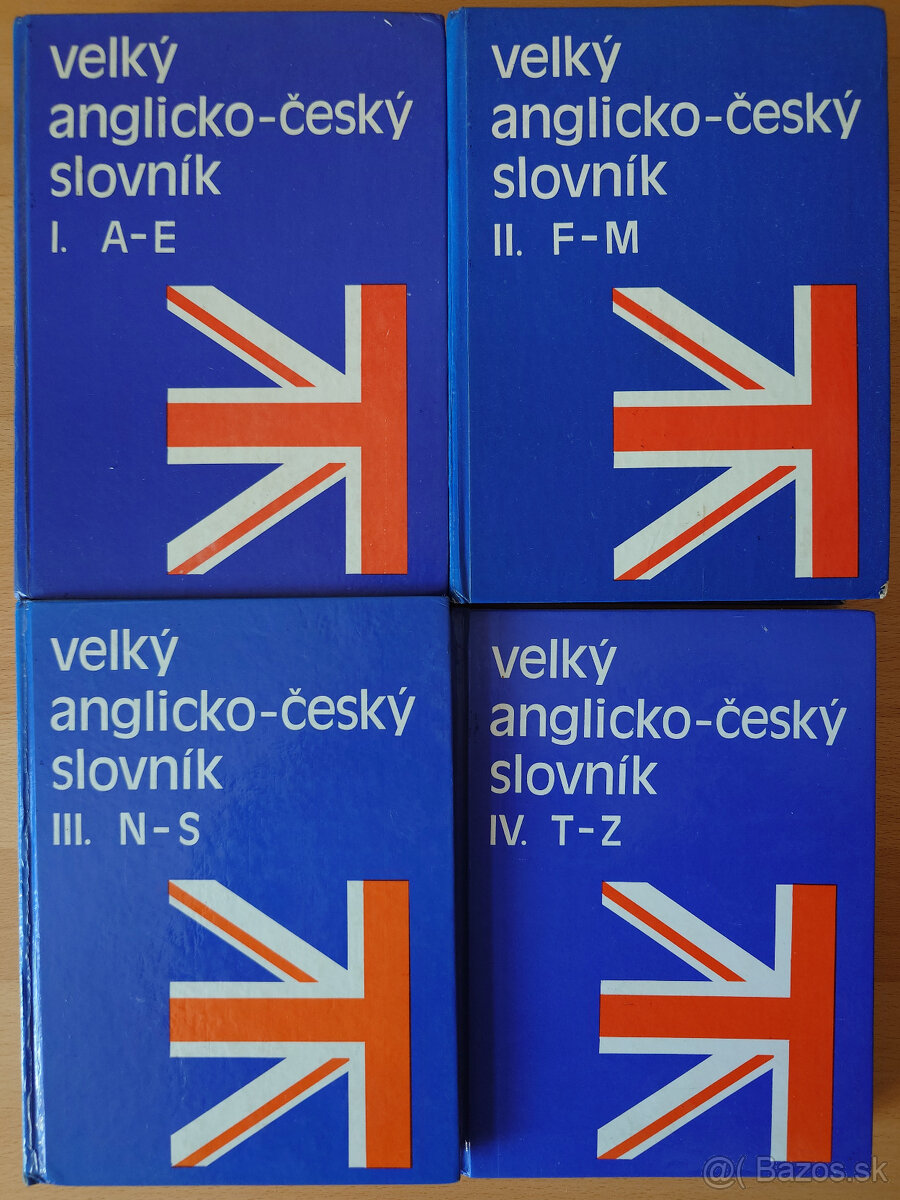 velký
anglicko-český
slovník
I. A-E
velký
anglicko-český
slovník
II. F-M
velký
anglicko-český
slovník
III. N-S
velký
anglicko-český
slovník
IV. T-Z
@( Bazos.sk